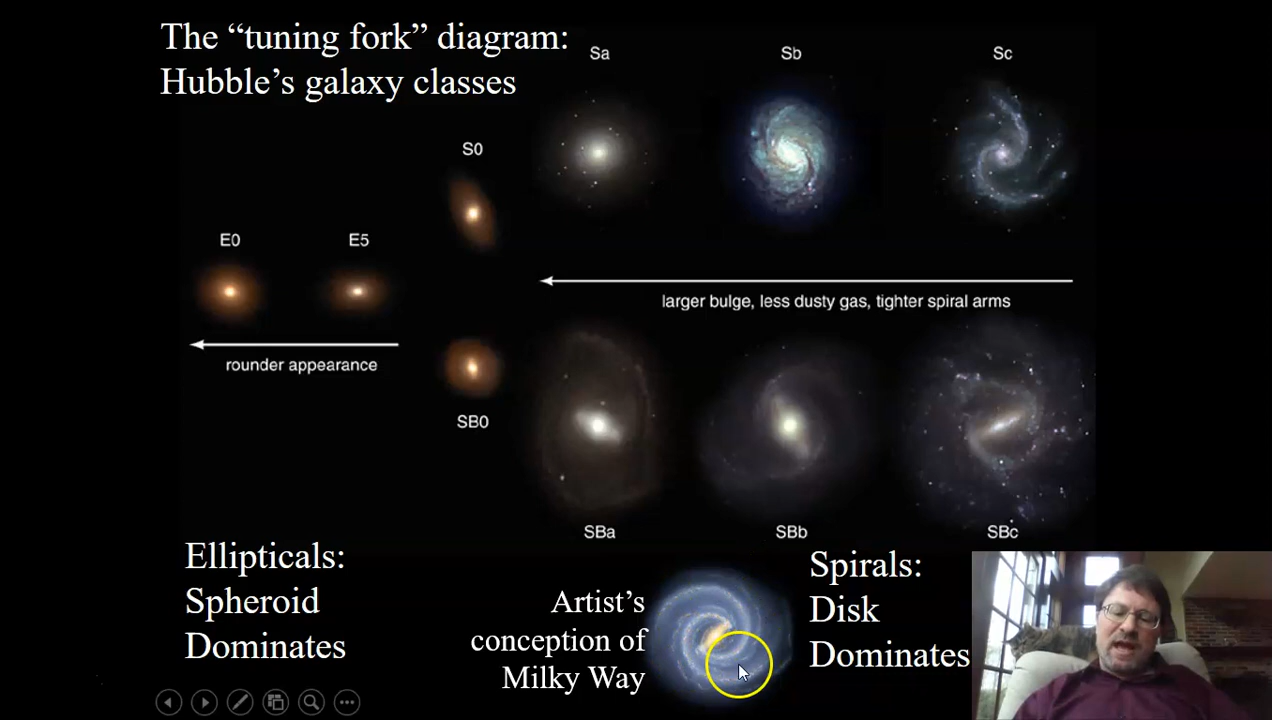 The “tuning fork” diagram:
Hubble’s galaxy classes
Sa
Sb
Sc
S0
E0
E5
larger bulge, less dusty gas, tighter spiral arms
rounder appearance
SB0
SBa
SBb
SBc
Ellipticals:
Spheroid
Dominates
Artist’s
conception of
Milky Way
Spirals:
Disk
Dominates